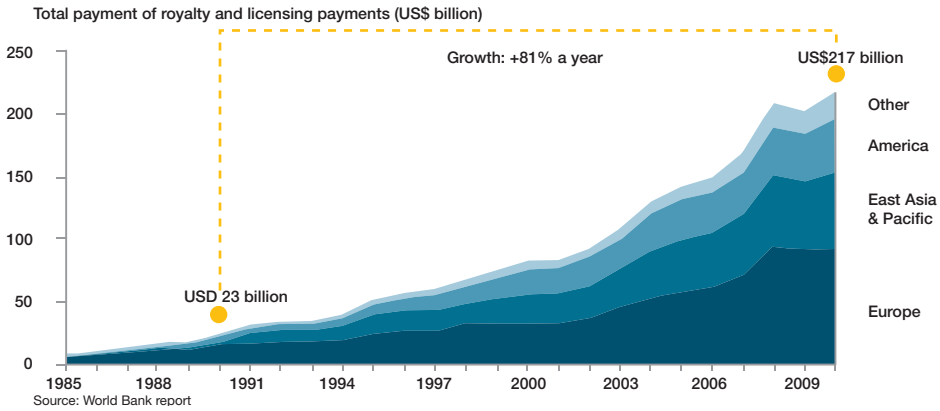 Total payment of royalty and licensing payments (US$ billion)
250
Growth: +81% a year
US$217 billion
200
Other
America
150
East Asia
& Pacific
100
50
USD 23 billion
Europe
0
1985 1988 1991 1994 1997 2000 2003 2006 2009
Source: World Bank report